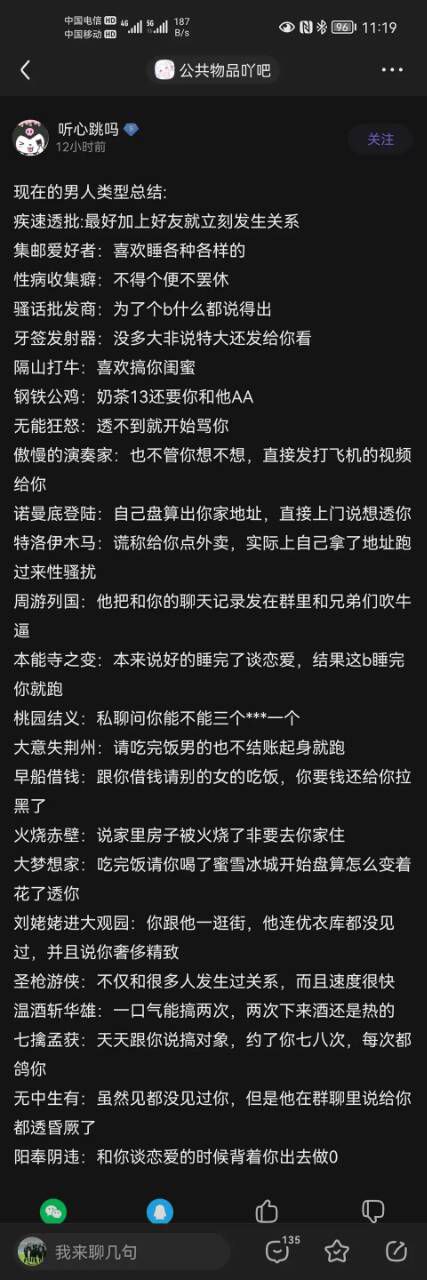 中国电信 HD 4G 5G 187
中国移动 HD B/s
96 11:19
公共物品吖吧
听心跳吗
12小时前
关注
现在的男人类型总结:
疾速透批:最好加上好友就立刻发生关系
集邮爱好者：喜欢睡各种各样的
性病收集癖：不得个便不罢休
骚话批发商：为了个b什么都说得出
牙签发射器：没多大非说特大还发给你看
隔山打牛：喜欢搞你闺蜜
钢铁公鸡：奶茶13还要你和他AA
无能狂怒：透不到就开始骂你
傲慢的演奏家：也不管你想不想，直接发打飞机的视频
给你
诺曼底登陆：自己盘算出你家地址，直接上门说想透你
特洛伊木马：谎称给你点外卖，实际上自己拿了地址跑
过来性骚扰
周游列国：他把和你的聊天记录发在群里和兄弟们吹牛
逼
本能寺之变：本来说好的睡完了谈恋爱，结果这b睡完
你就跑
桃园结义：私聊问你能不能三个***一个
大意失荆州：请吃完饭男的也不结账起身就跑
早船借钱：跟你借钱请别的女的吃饭，你要钱还给你拉
黑了
火烧赤壁：说家里房子被火烧了非要去你家住
大梦想家：吃完饭请你喝了蜜雪冰城开始盘算怎么变着
花了透你
刘姥姥进大观园：你跟他一逛街，他连优衣库都没见
过，并且说你奢侈精致
圣枪游侠：不仅和很多人发生过关系，而且速度很快
温酒斩华雄：一口气能搞两次，两次下来酒还是热的
七擒孟获：天天跟你说搞对象，约了你七八次，每次都
鸽你
无中生有：虽然见都没见过你，但是他在群聊里说给你
都透昏厥了
阳奉阴违：和你谈恋爱的时候背着你出去做0
我来聊几句
135